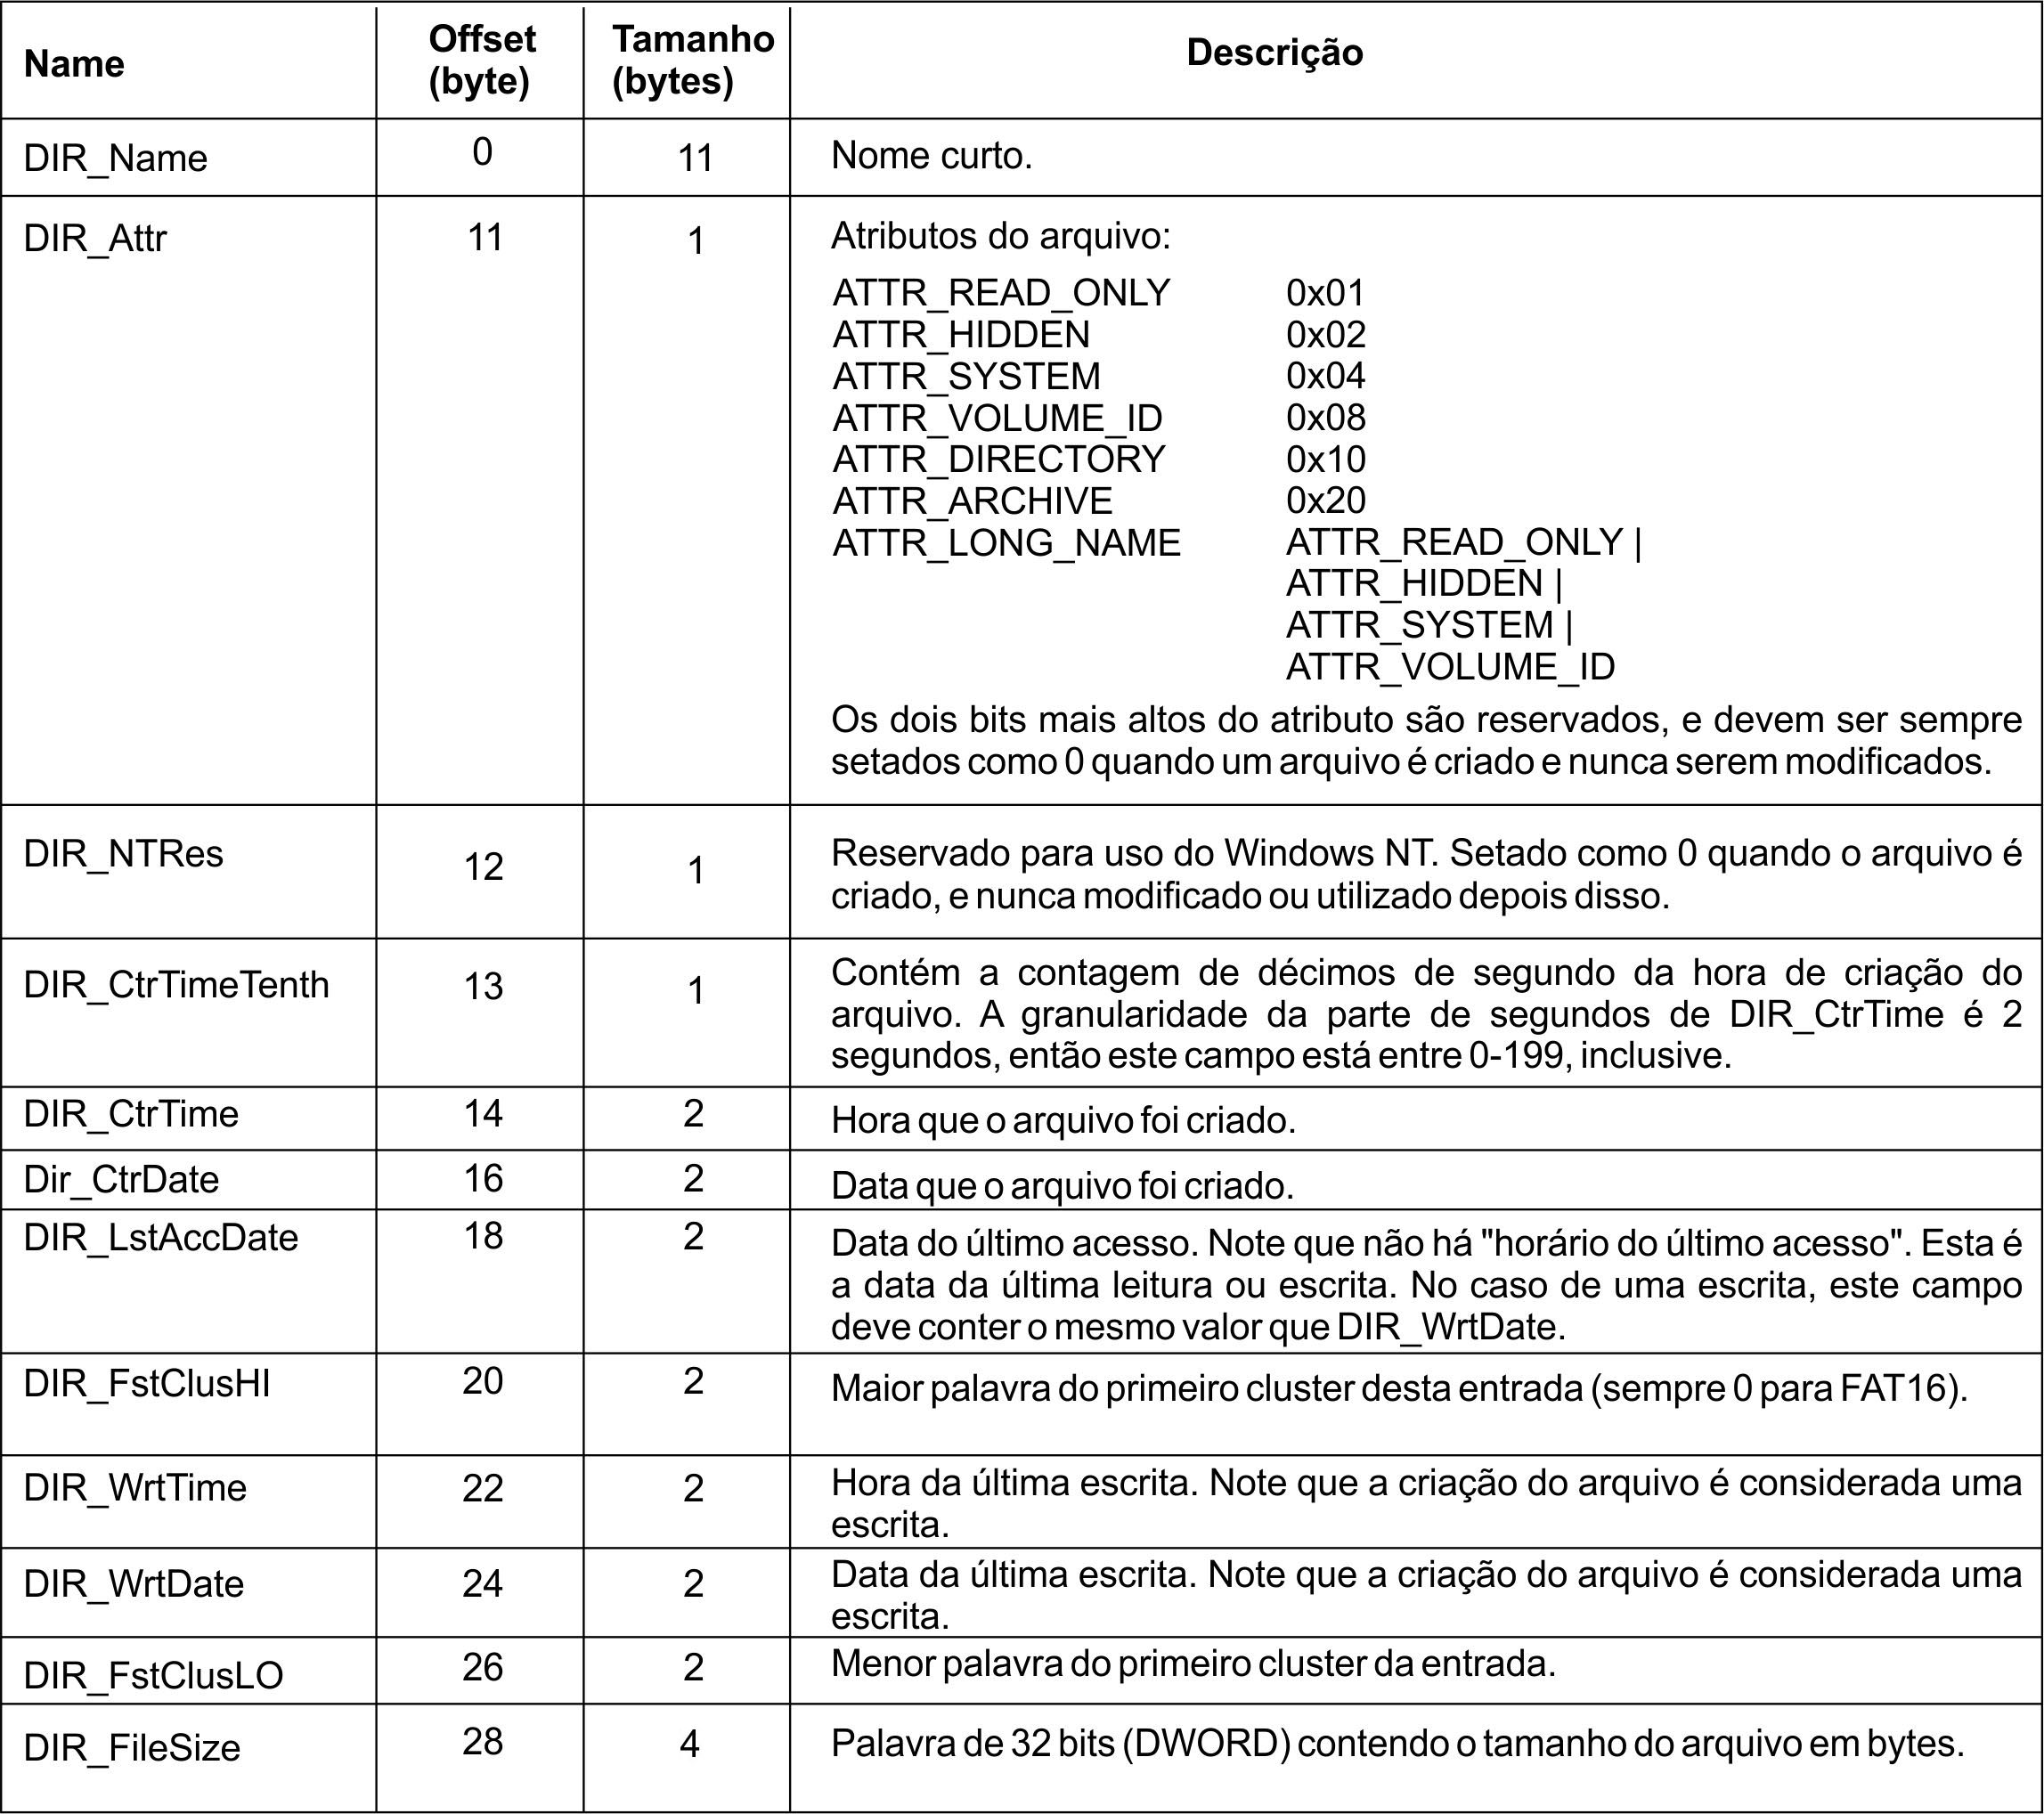 Name Offset (byte) Tamanho (bytes) Descrição
DIR_Name 0 11 Nome curto.
DIR_Attr 11 1 Atributos do arquivo:
ATTR_READ_ONLY 0x01
ATTR_HIDDEN 0x02
ATTR_SYSTEM 0x04
ATTR_VOLUME_ID 0x08
ATTR_DIRECTORY 0x10
ATTR_ARCHIVE 0x20
ATTR_LONG_NAME ATTR_READ_ONLY |
ATTR_HIDDEN |
ATTR_SYSTEM |
ATTR_VOLUME_ID
Os dois bits mais altos do atributo são reservados, e devem ser sempre
setados como 0 quando um arquivo é criado e nunca serem modificados.
DIR_NTRes 12 1 Reservado para uso do Windows NT. Setado como 0 quando o arquivo é
criado, e nunca modificado ou utilizado depois disso.
DIR_CtrTimeTenth 13 1 Contém a contagem de décimos de segundo da hora de criação do
arquivo. A granularidade da parte de segundos de DIR_CtrTime é 2
segundos, então este campo está entre 0-199, inclusive.
DIR_CtrTime 14 2 Hora que o arquivo foi criado.
Dir_CtrDate 16 2 Data que o arquivo foi criado.
DIR_LstAccDate 18 2 Data do último acesso. Note que não há "horário do último acesso". Esta é
a data da última leitura ou escrita. No caso de uma escrita, este campo
deve conter o mesmo valor que DIR_WrtDate.
DIR_FstClusHI 20 2 Maior palavra do primeiro cluster desta entrada (sempre 0 para FAT16).
DIR_WrtTime 22 2 Hora da última escrita. Note que a criação do arquivo é considerada uma
escrita.
DIR_WrtDate 24 2 Data da última escrita. Note que a criação do arquivo é considerada uma
escrita.
DIR_FstClusLO 26 2 Menor palavra do primeiro cluster da entrada.
DIR_FileSize 28 4 Palavra de 32 bits (DWORD) contendo o tamanho do arquivo em bytes.